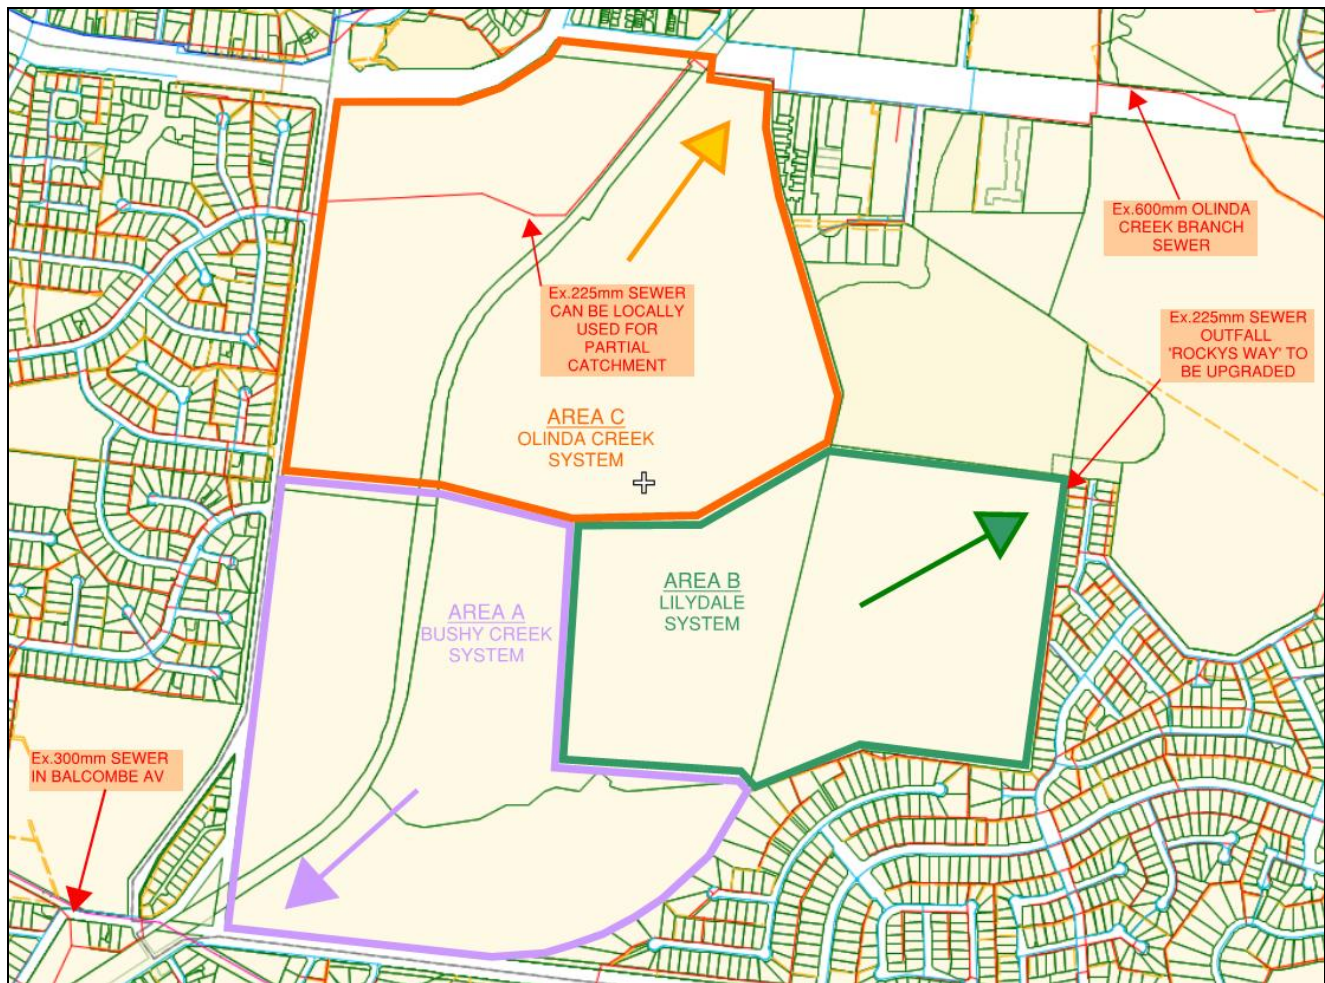 Ex.600mm OLINDA
CREEK BRANCH
SEWER
Ex.225mm SEWER
CAN BE LOCALLY
USED FOR
PARTIAL
CATCHMENT
Ex.225mm SEWER
OUTFALL
'ROCKYS WAY' TO
BE UPGRADED
AREA C
OLINDA CREEK
SYSTEM
AREA B
LILYDALE
SYSTEM
AREA A
BUSHY CREEK
SYSTEM
Ex.300mm SEWER
IN BALCOMBE AV